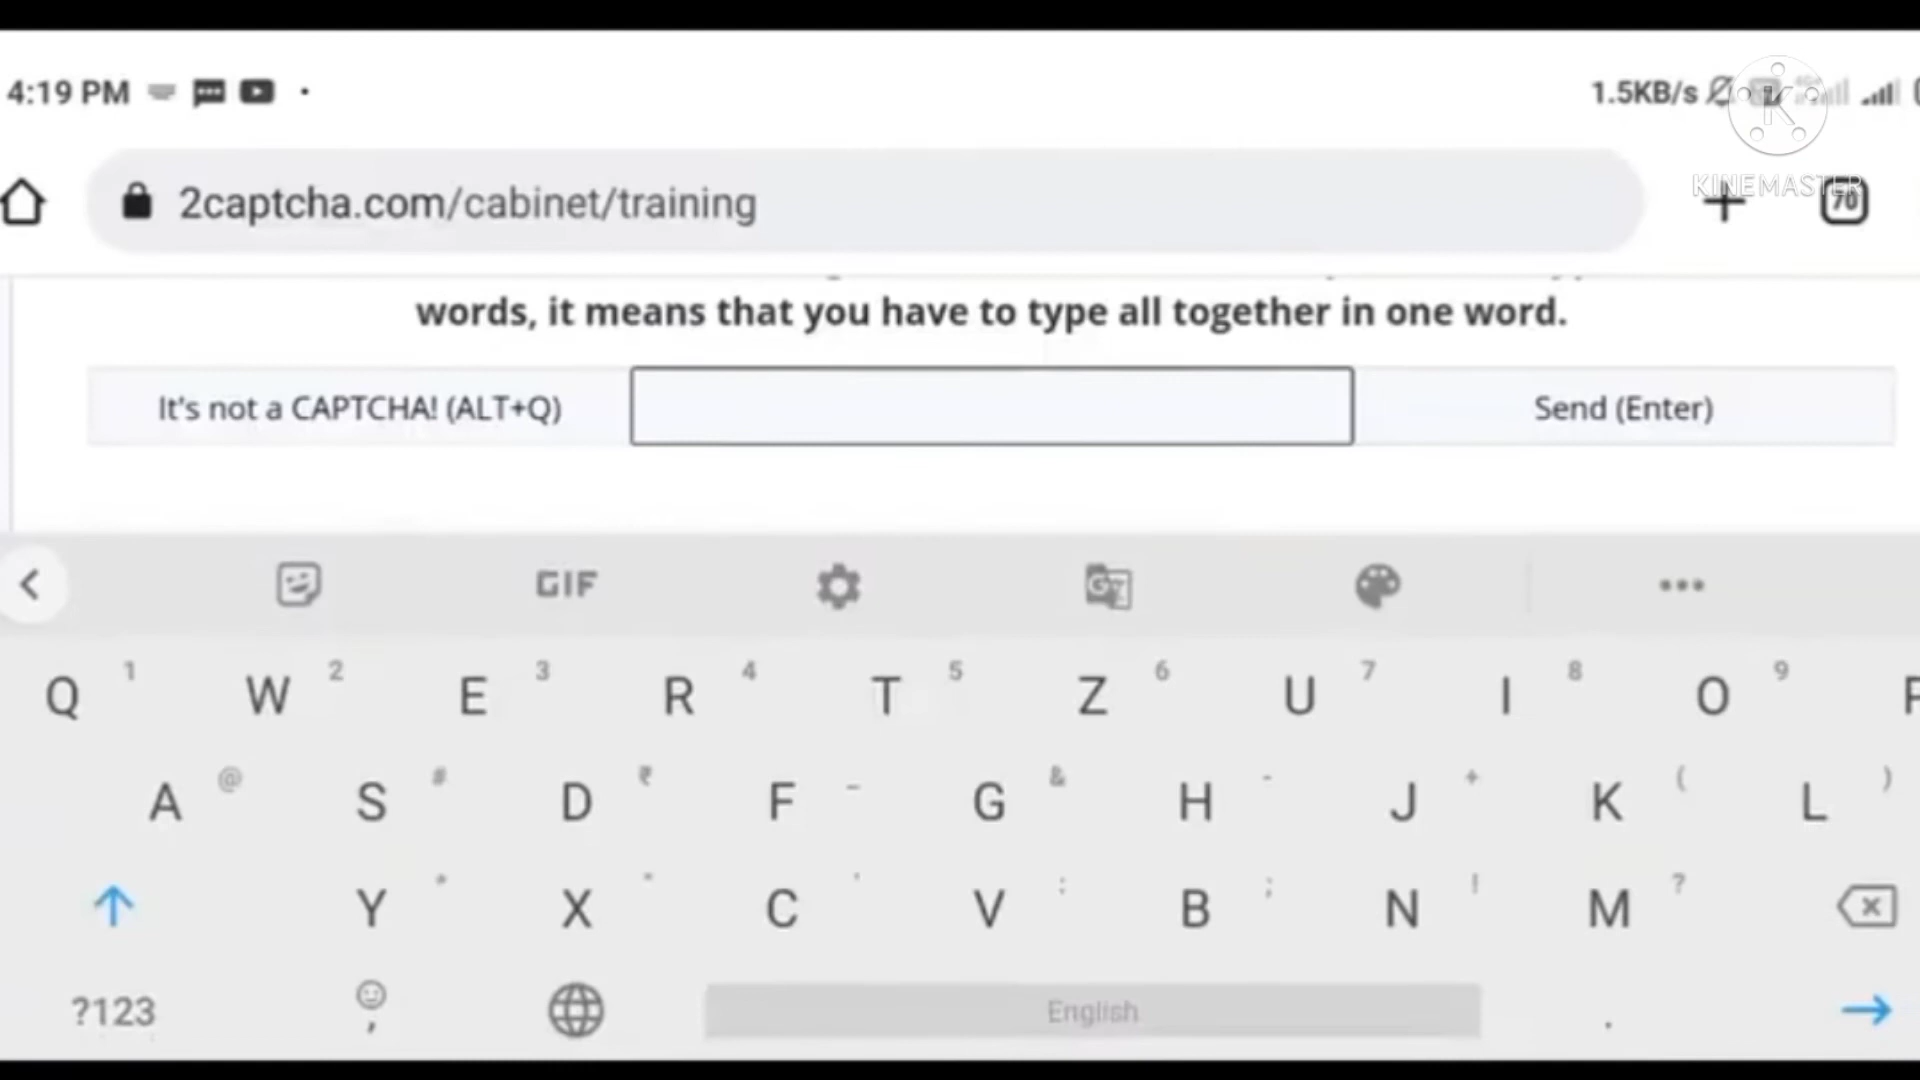 4:19 PM
1.5KB/s
2captcha.com/cabinet/training
70
KINEMASTER
words, it means that you have to type all together in one word.
It's not a CAPTCHA! (ALT+Q)
Send (Enter)
GIF
Q 1 W 2 E 3 R 4 T 5 Z 6 U 7 I 8 O 9 P
A @ S # D ₹ F _ G & H - J + K ( L )
Y * X " C ' V : B ; N ! M ?
?123 , English .